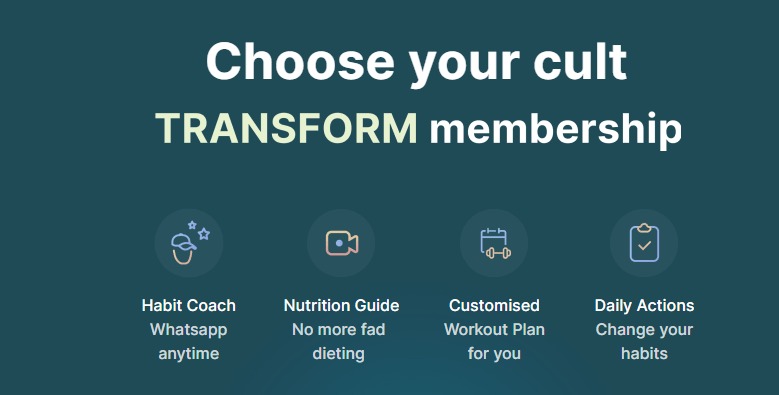 Choose your cult
TRANSFORM membership
Habit Coach
Whatsapp
anytime
Nutrition Guide
No more fad
dieting
Customised
Workout Plan
for you
Daily Actions
Change your
habits